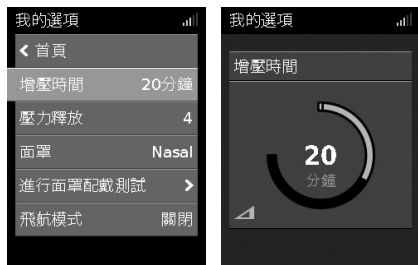 我的選項
首頁
增壓時間 20分鐘
壓力釋放 4
面罩 Nasal
進行面罩配戴測試
飛航模式 關閉
我的選項
增壓時間
20
分鐘